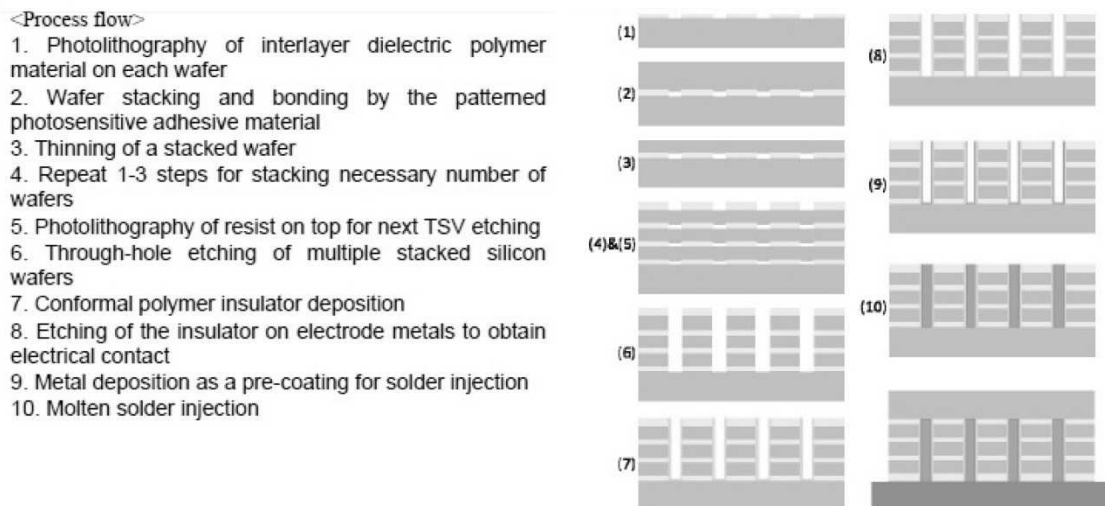 <Process flow>
1. Photolithography of interlayer dielectric polymer
material on each wafer
2. Wafer stacking and bonding by the patterned
photosensitive adhesive material
3. Thinning of a stacked wafer
4. Repeat 1-3 steps for stacking necessary number of
wafers
5. Photolithography of resist on top for next TSV etching
6. Through-hole etching of multiple stacked silicon
wafers
7. Conformal polymer insulator deposition
8. Etching of the insulator on electrode metals to obtain
electrical contact
9. Metal deposition as a pre-coating for solder injection
10. Molten solder injection
(1)
(2)
(3)
(4)&(5)
(6)
(7)
(8)
(9)
(10)